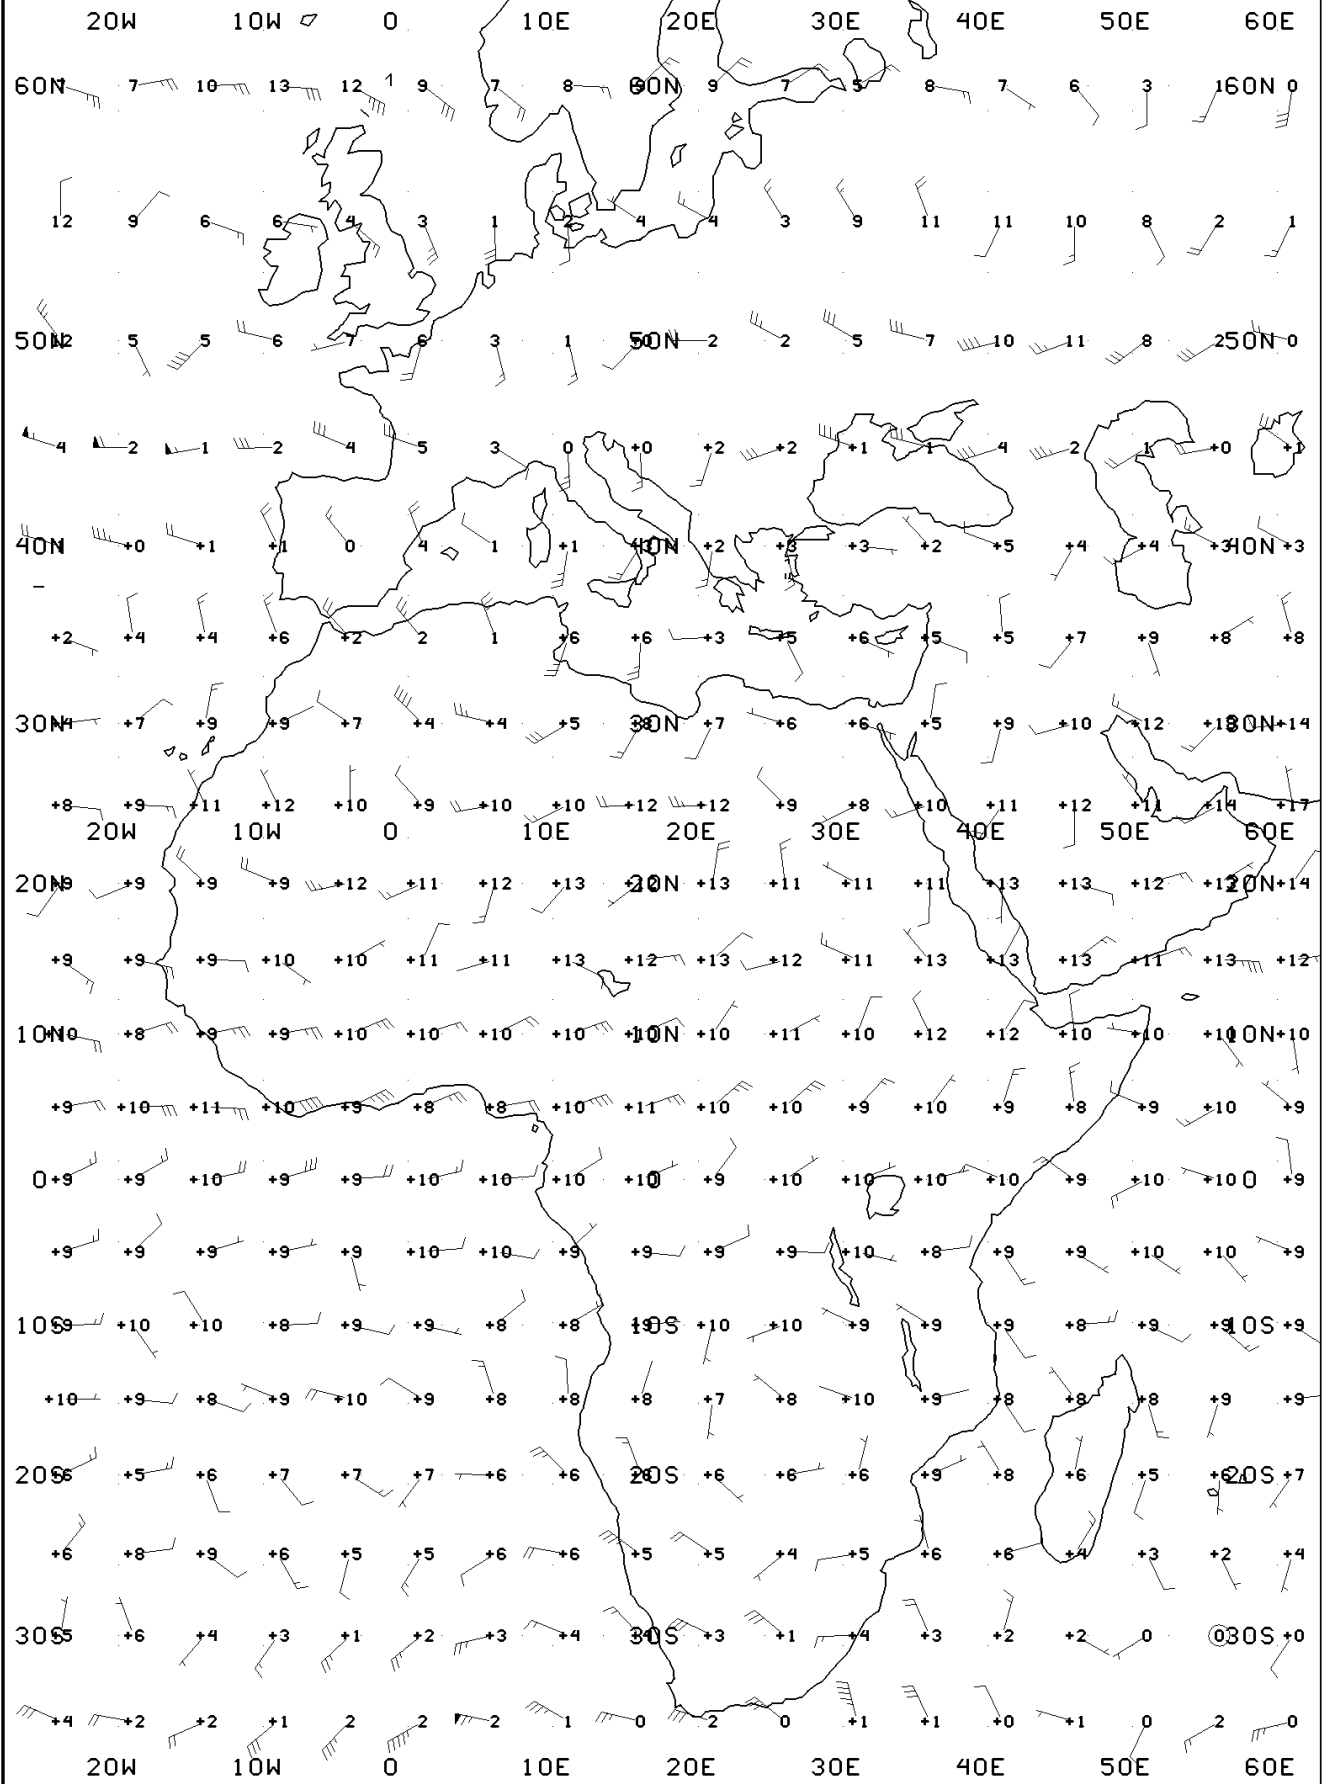 20W 10W 0 10E 20E 30E 40E 50E 60E
60N 7 10 13 12 1 9 7 8 60N 9 7 5 8 7 6 3 60N 0
12 9 6 6 4 3 1 2 4 4 3 9 11 11 10 8 2 1
50N 5 5 6 7 6 3 1 50N 2 2 5 7 10 11 8 2 50N 0
4 2 1 2 4 5 3 0 +0 +2 +2 +1 1 4 2 1 +0 +1
40N +0 +1 +1 0 4 1 +1 40N +2 +3 +3 +2 +5 +4 +4 +3 40N +3
+2 +4 +4 +6 +2 2 1 +6 +6 +3 +5 +6 +5 +5 +7 +9 +8 +8
30N +7 +9 +9 +7 +4 +4 +5 30N +7 +6 +6 +5 +9 +10 +12 30N +14
+8 +9 +11 +12 +10 +9 +10 +10 +12 +12 +9 +8 +10 +11 +12 +11 +14 +17
20W 10W 0 10E 20E 30E 40E 50E 60E
20N +9 +9 +9 +12 +11 +12 +13 20N +13 +11 +11 +11 +13 +13 +12 20N +14
+9 +9 +9 +10 +10 +11 +11 +13 +12 +13 +12 +11 +13 +13 +13 +11 +13 +12
10N +8 +9 +9 +10 +10 +10 +10 10N +10 +11 +10 +12 +12 +10 +10 10N +10
+9 +10 +11 +10 +9 +8 +8 +10 +11 +10 +10 +9 +10 +9 +8 +9 +10 +9
0 +9 +9 +10 +9 +9 +10 +10 +10 +10 0 +9 +10 +10 +10 +10 +9 +10 +10 0 +9
+9 +9 +9 +9 +9 +10 +10 +9 +9 +9 +9 +10 +8 +9 +9 +10 +10 +9
10S +9 +10 +10 +8 +9 +9 +8 +8 10S +10 +10 +9 +9 +9 +8 +9 +9 10S +9
+10 +9 +8 +9 +10 +9 +8 +8 +8 +7 +8 +10 +9 +8 +8 +8 +9 +9
20S +5 +6 +7 +7 +7 +6 +6 20S +6 +6 +6 +9 +8 +6 +5 +6 20S +7
+6 +8 +9 +6 +5 +5 +6 +6 +5 +5 +4 +5 +6 +6 +4 +3 +2 +4
30S +5 +6 +4 +3 +1 +2 +3 +4 30S +3 +1 +4 +3 +2 +2 0 0 30S +0
+4 +2 +2 +1 2 2 2 1 0 2 0 +1 +1 +0 +1 0 2 0
20W 10W 0 10E 20E 30E 40E 50E 60E